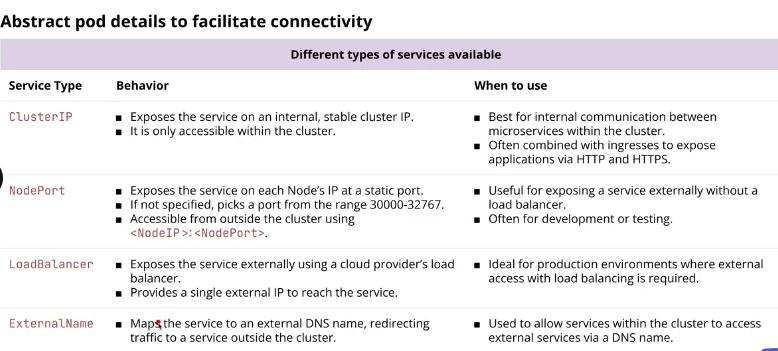 Abstract pod details to facilitate connectivity
Different types of services available
Service Type
Behavior
When to use
ClusterIP
■ Exposes the service on an internal, stable cluster IP.
■ It is only accessible within the cluster.
■ Best for internal communication between
microservices within the cluster.
■ Often combined with ingresses to expose
applications via HTTP and HTTPS.
NodePort
■ Exposes the service on each Node's IP at a static port.
■ If not specified, picks a port from the range 30000-32767.
■ Accessible from outside the cluster using
<NodeIP>:<NodePort>.
■ Useful for exposing a service externally without a
load balancer.
■ Often for development or testing.
LoadBalancer
■ Exposes the service externally using a cloud provider's load
balancer.
■ Provides a single external IP to reach the service.
■ Ideal for production environments where external
access with load balancing is required.
ExternalName
■ Maps the service to an external DNS name, redirecting
traffic to a service outside the cluster.
■ Used to allow services within the cluster to access
external services via a DNS name.